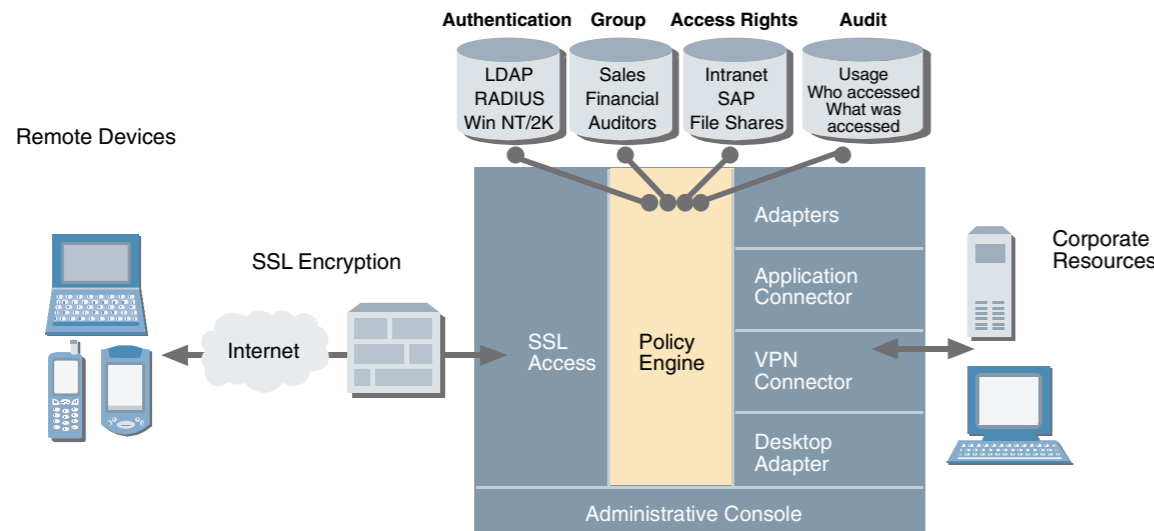 Authentication
Group
Access Rights
Audit
LDAP
RADIUS
Win NT/2K
Sales
Financial
Auditors
Intranet
SAP
File Shares
Usage
Who accessed
What was
accessed
Remote Devices
SSL Encryption
Internet
SSL
Access
Policy
Engine
Adapters
Application
Connector
VPN
Connector
Desktop
Adapter
Corporate
Resources
Administrative Console